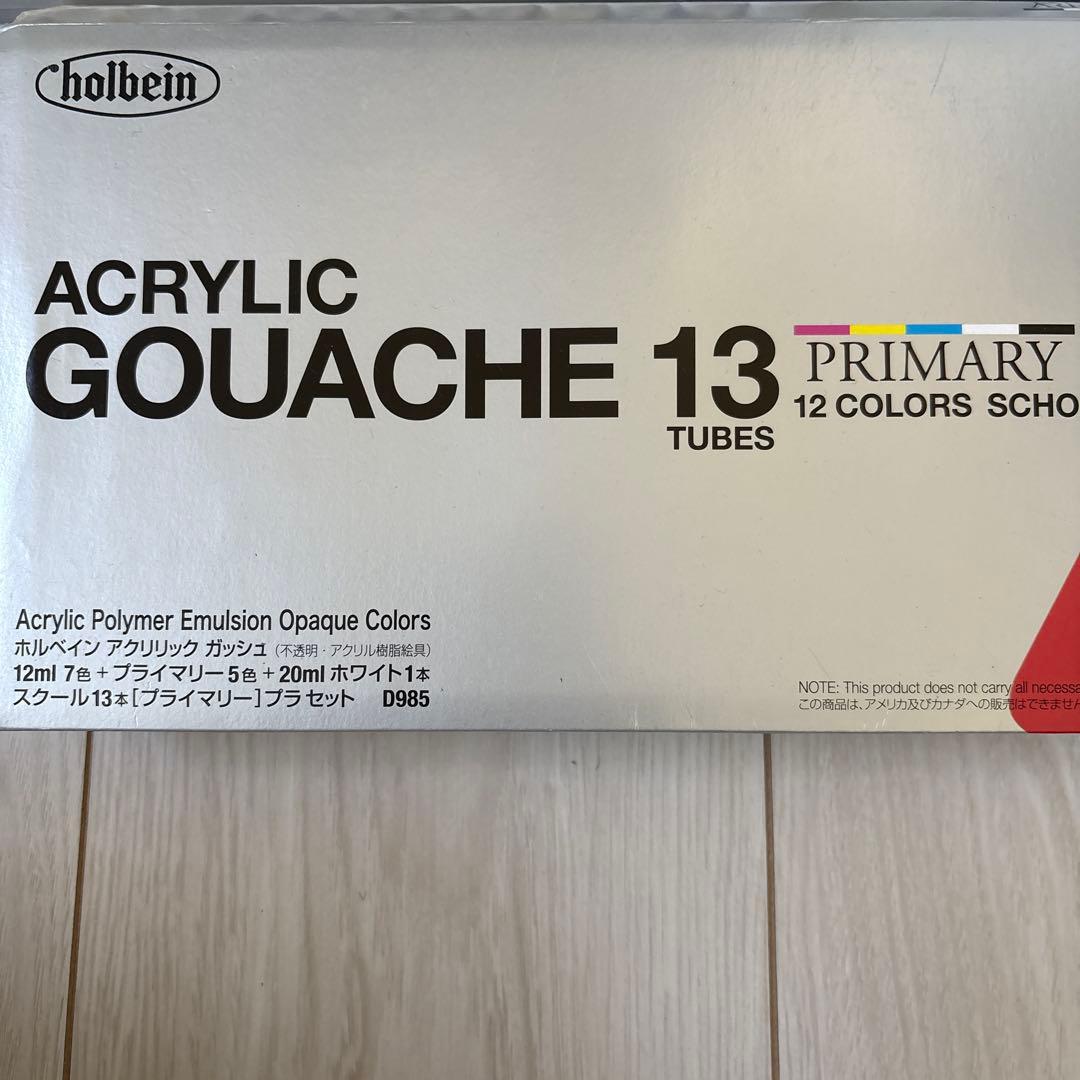 holbein
ACRYLIC
GOUACHE 13
TUBES
PRIMARY
12 COLORS SCHO
Acrylic Polymer Emulsion Opaque Colors
ホルベイン アクリリック ガッシュ（不透明・アクリル樹脂絵具）
12ml 7色＋プライマリー5色＋20ml ホワイト1本
スクール13本［プライマリー］プラ セット D985
NOTE: This product does not carry all necessa
この商品は、アメリカ及びカナダへの販売はできません